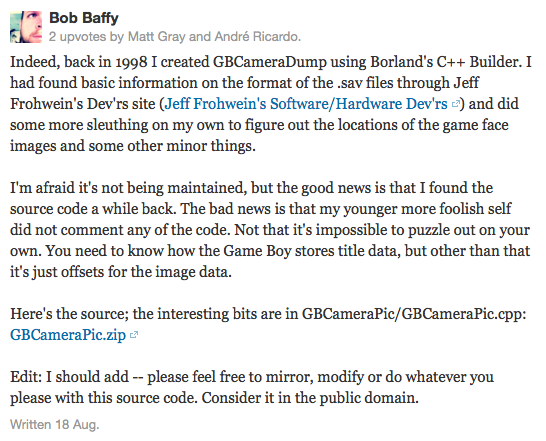 Bob Baffy
2 upvotes by Matt Gray and André Ricardo.
Indeed, back in 1998 I created GBCameraDump using Borland's C++ Builder. I
had found basic information on the format of the .sav files through Jeff
Frohwein's Dev'rs site (Jeff Frohwein's Software/Hardware Dev'rs) and did
some more sleuthing on my own to figure out the locations of the game face
images and some other minor things.
I'm afraid it's not being maintained, but the good news is that I found the
source code a while back. The bad news is that my younger more foolish self
did not comment any of the code. Not that it's impossible to puzzle out on your
own. You need to know how the Game Boy stores title data, but other than that
it's just offsets for the image data.
Here's the source; the interesting bits are in GBCameraPic/GBCameraPic.cpp:
GBCameraPic.zip
Edit: I should add -- please feel free to mirror, modify or do whatever you
please with this source code. Consider it in the public domain.
Written 18 Aug.